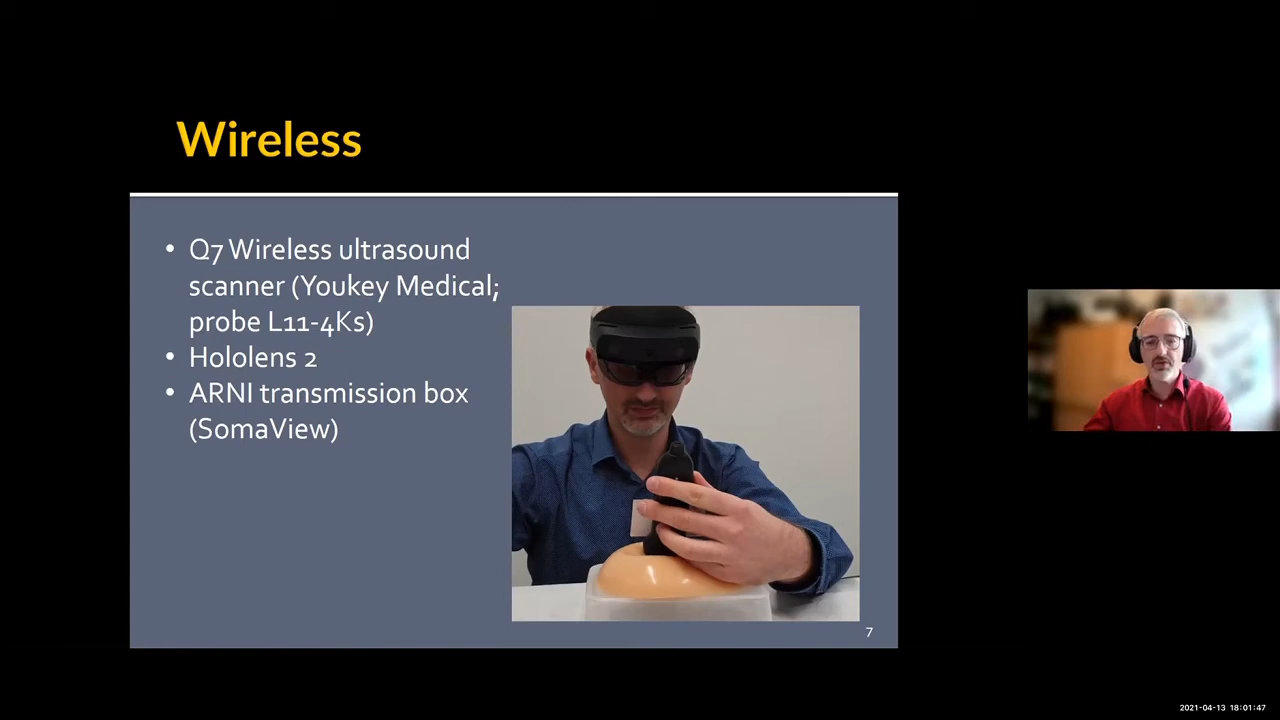 Wireless
• Q7 Wireless ultrasound
scanner (Youkey Medical;
probe L11-4Ks)
• Hololens 2
• ARNI transmission box
(SomaView)
7
2021-04-13 18:01:47